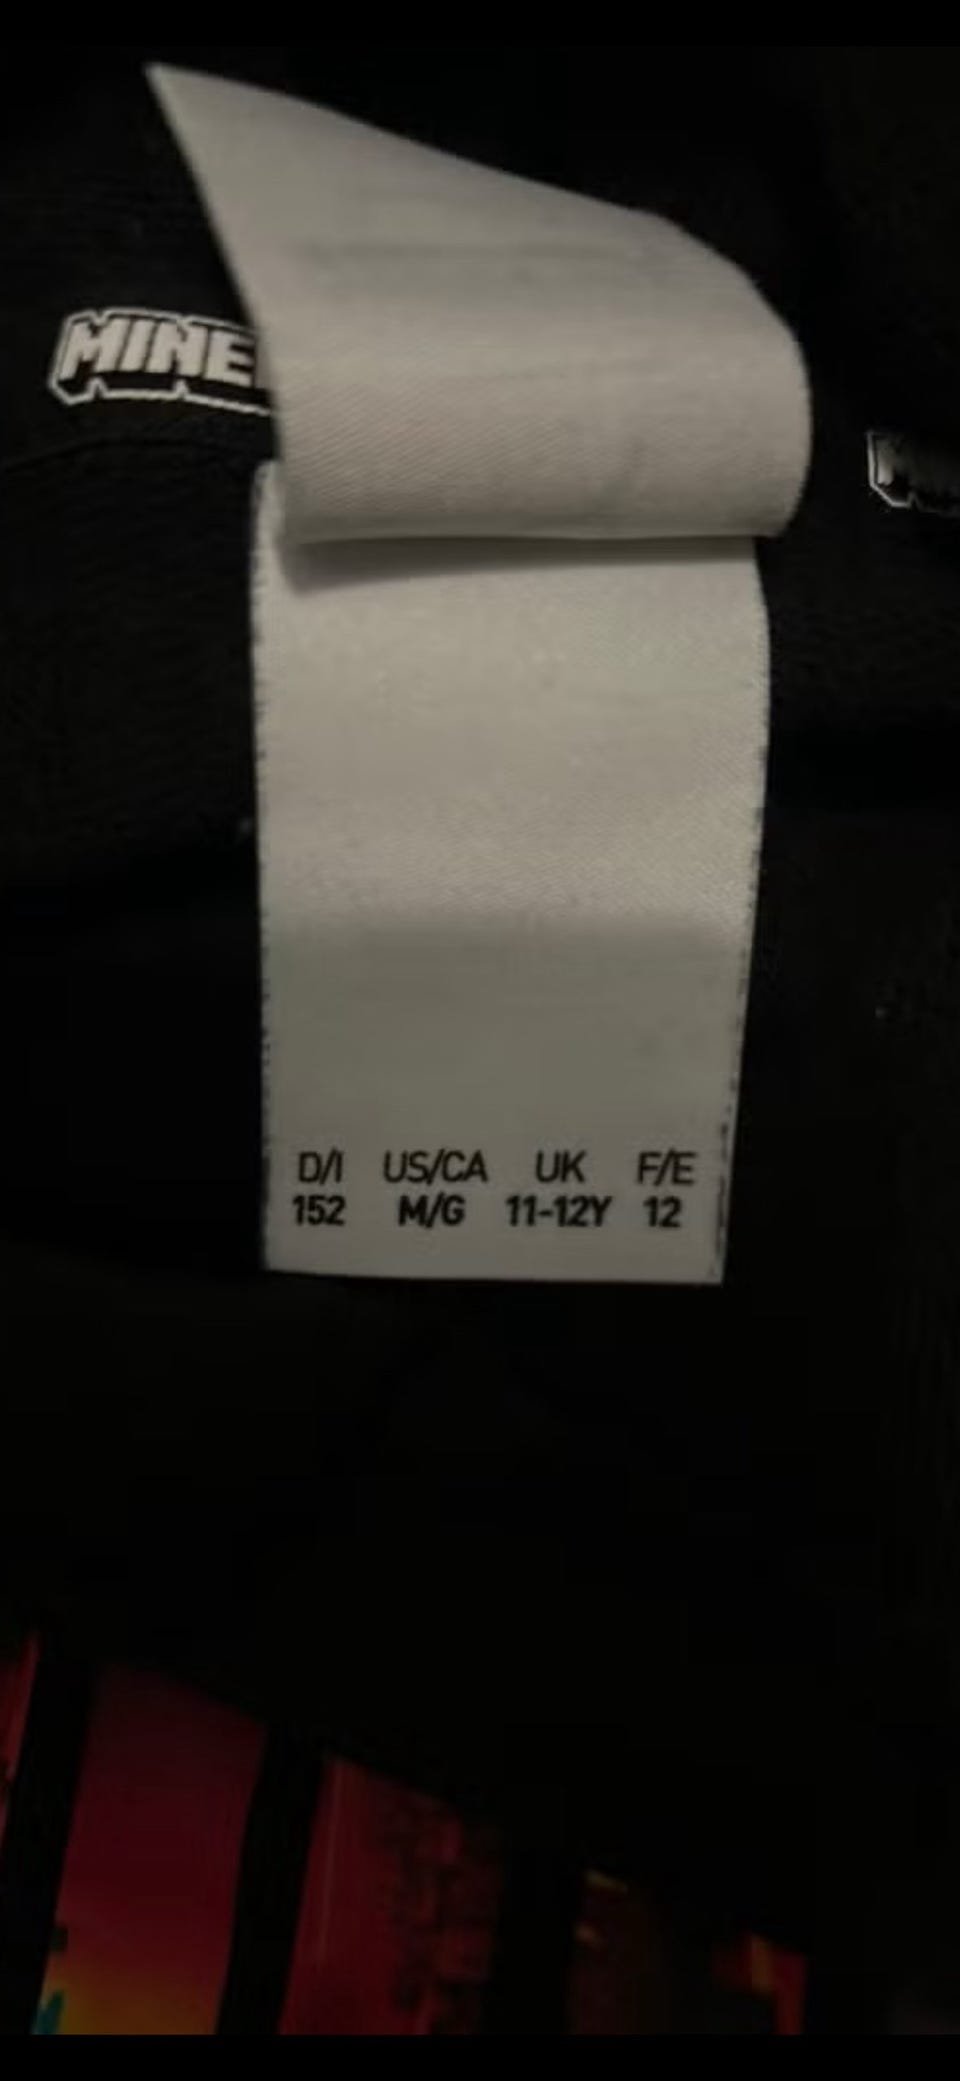 MINE
D/I US/CA UK F/E
152 M/G 11-12Y 12